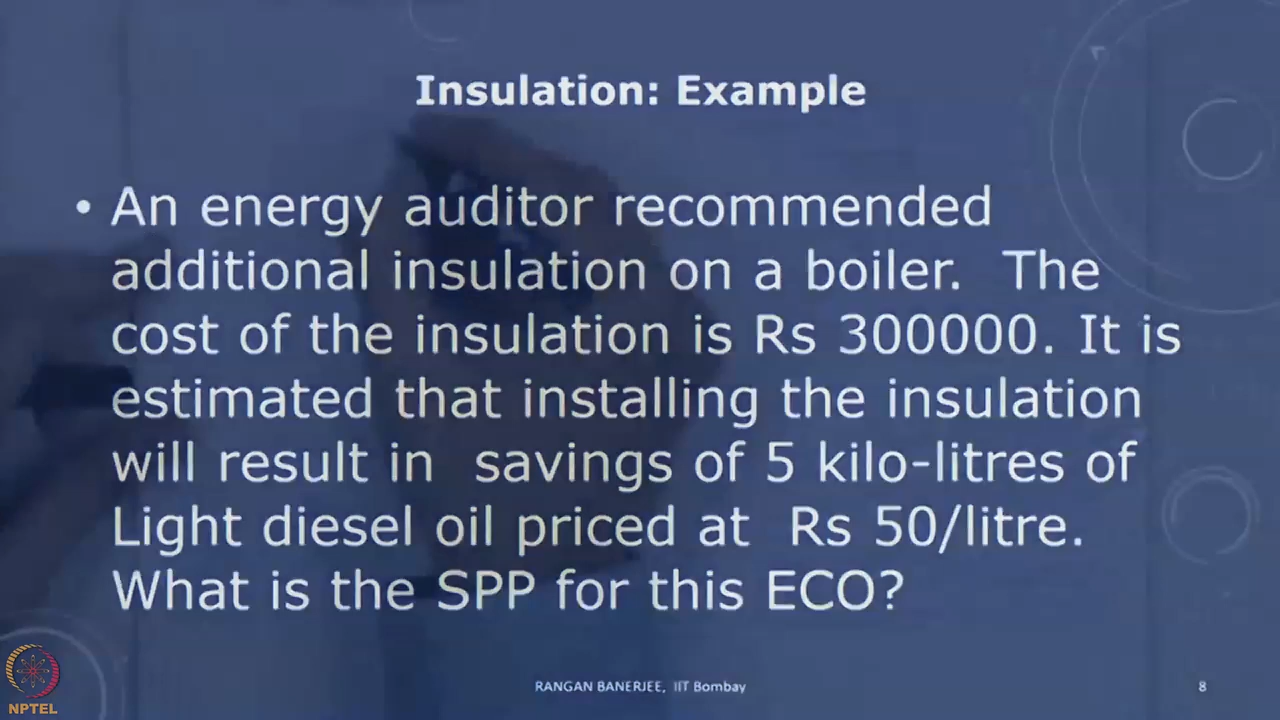 Insulation: Example
• An energy auditor recommended
additional insulation on a boiler. The
cost of the insulation is Rs 300000. It is
estimated that installing the insulation
will result in savings of 5 kilo-litres of
Light diesel oil priced at Rs 50/litre.
What is the SPP for this ECO?
RANGAN BANERJEE, IIT Bombay
8
NPTEL